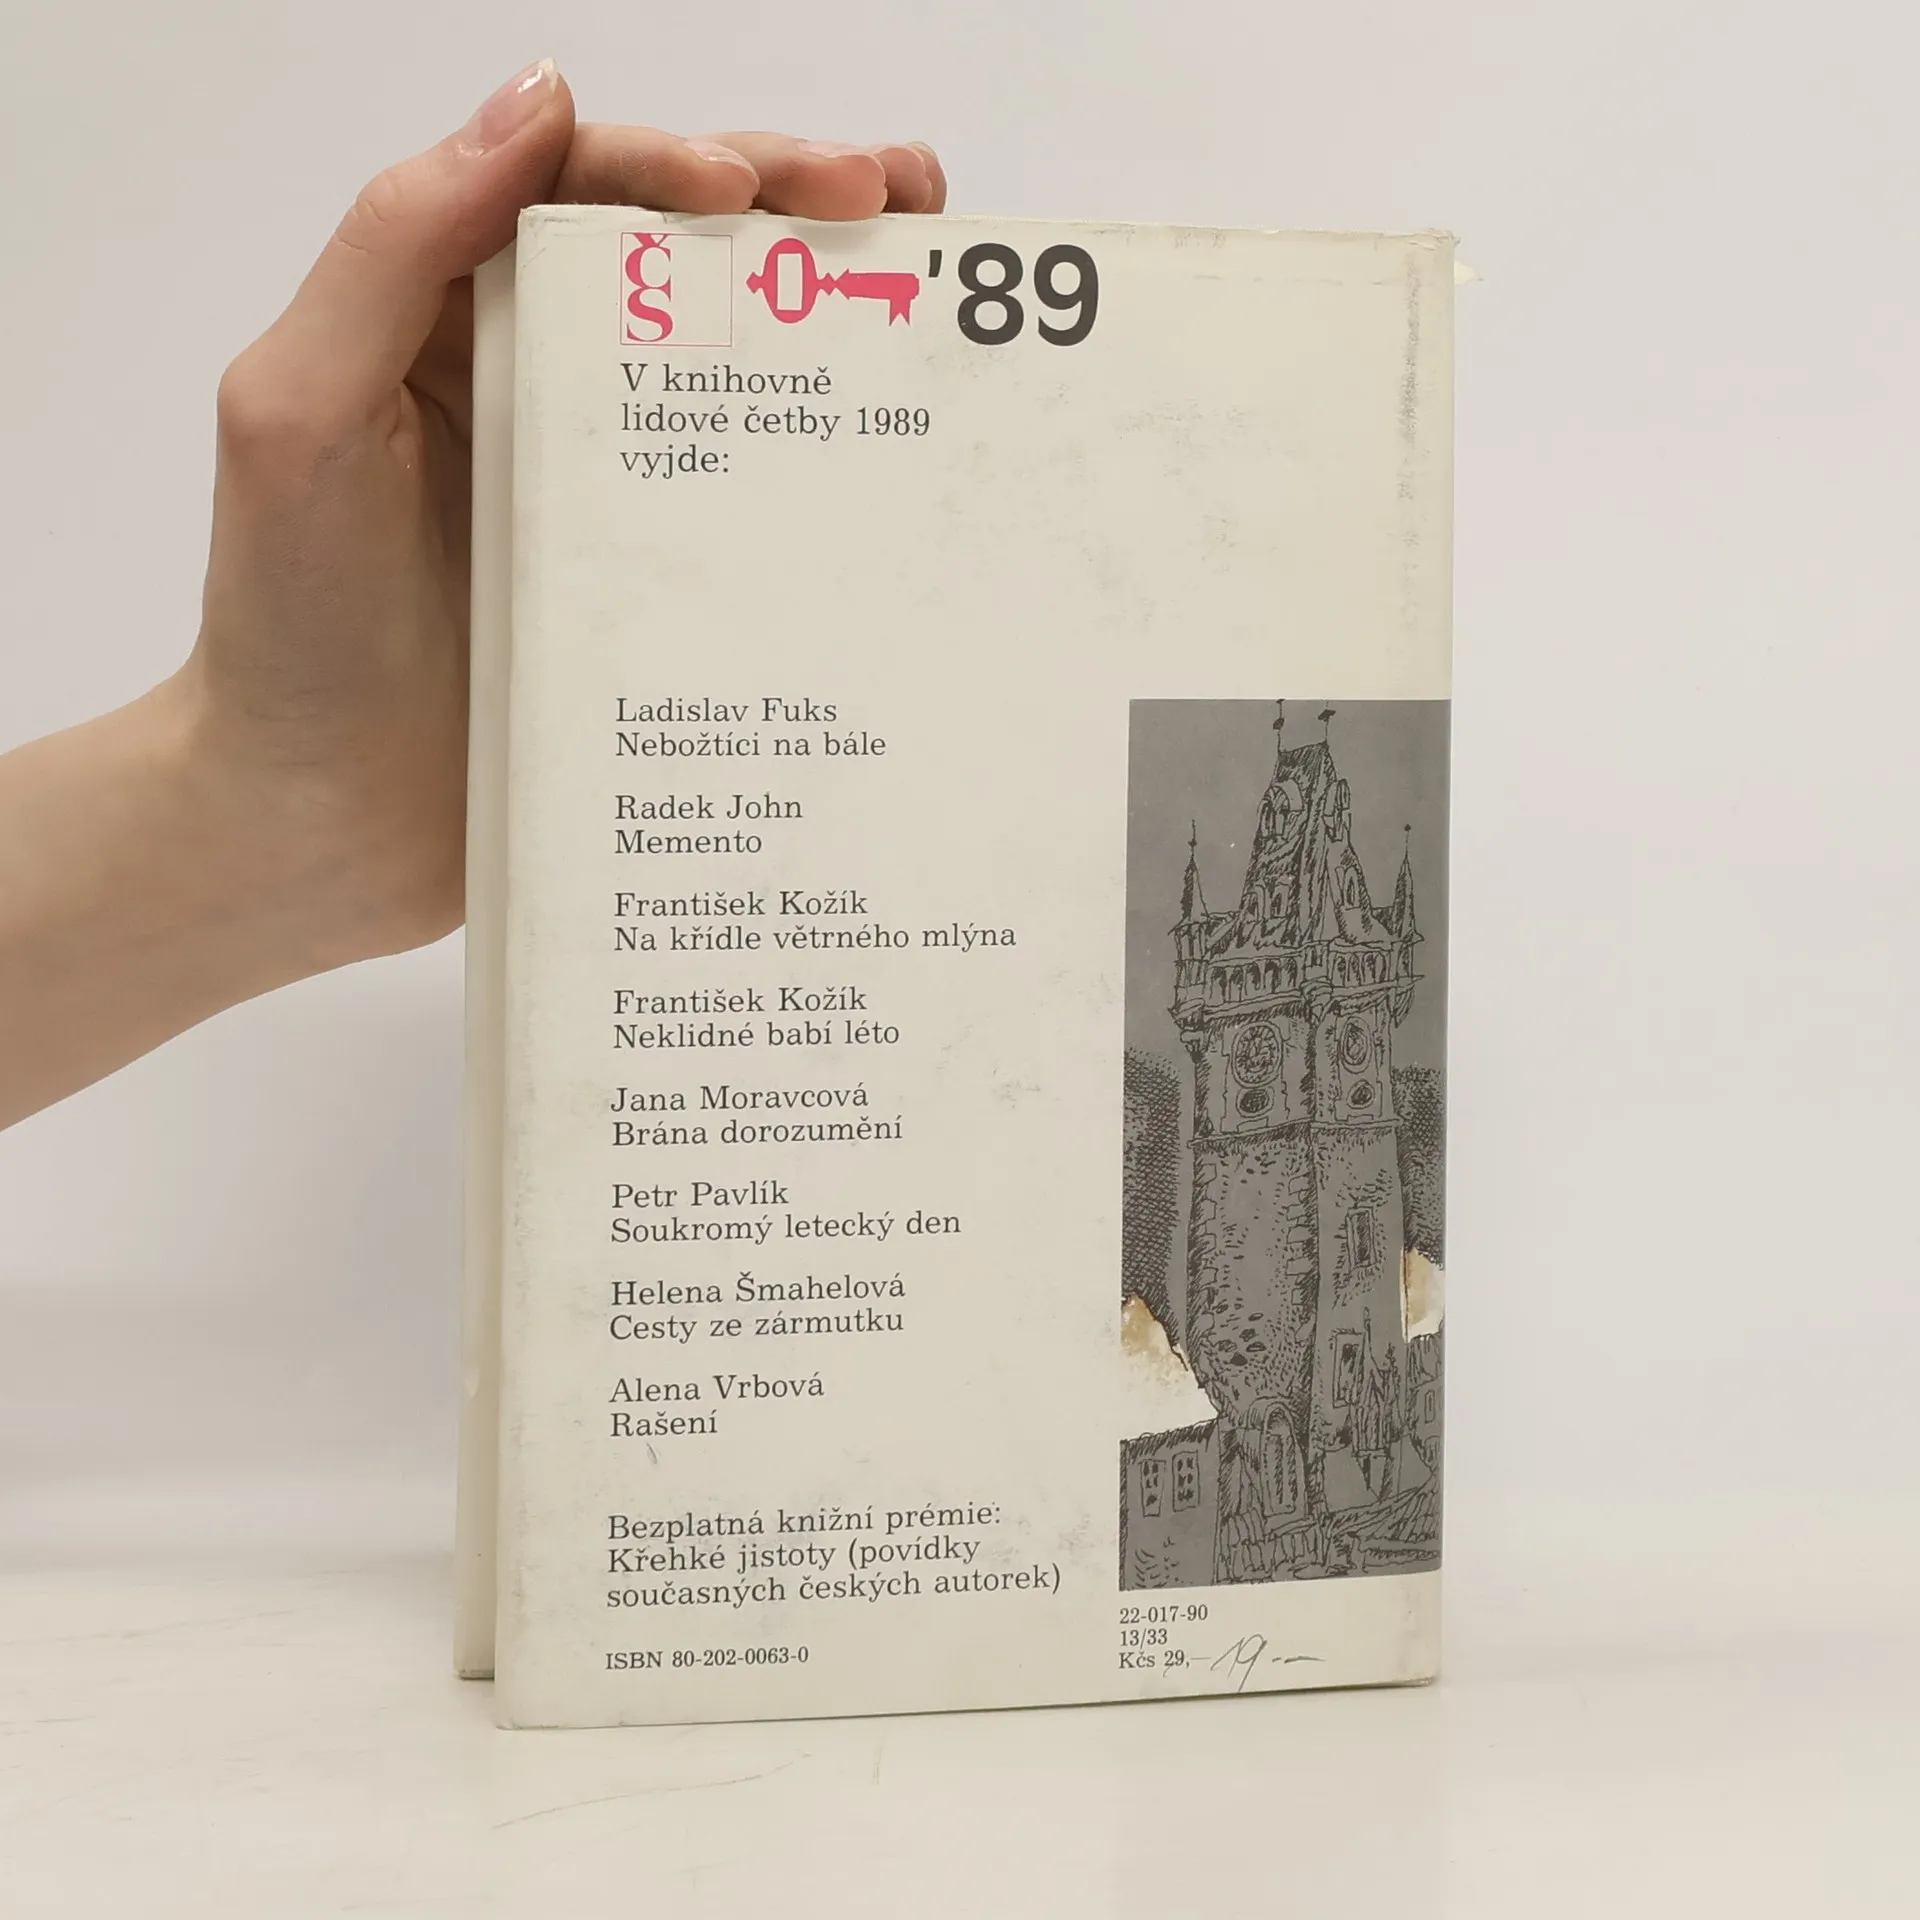 ČS
'89
V knihovně
lidové četby 1989
vyjde:
Ladislav Fuks
Nebožtíci na bále
Radek John
Memento
František Kožík
Na křídle větrného mlýna
František Kožík
Neklidné babí léto
Jana Moravcová
Brána dorozumění
Petr Pavlík
Soukromý letecký den
Helena Šmahelová
Cesty ze zármutku
Alena Vrbová
Rašení
Bezplatná knižní prémie:
Křehké jistoty (povídky
současných českých autorek)
ISBN 80-202-0063-0
22-017-90
13/33
Kčs 29,— 19 --